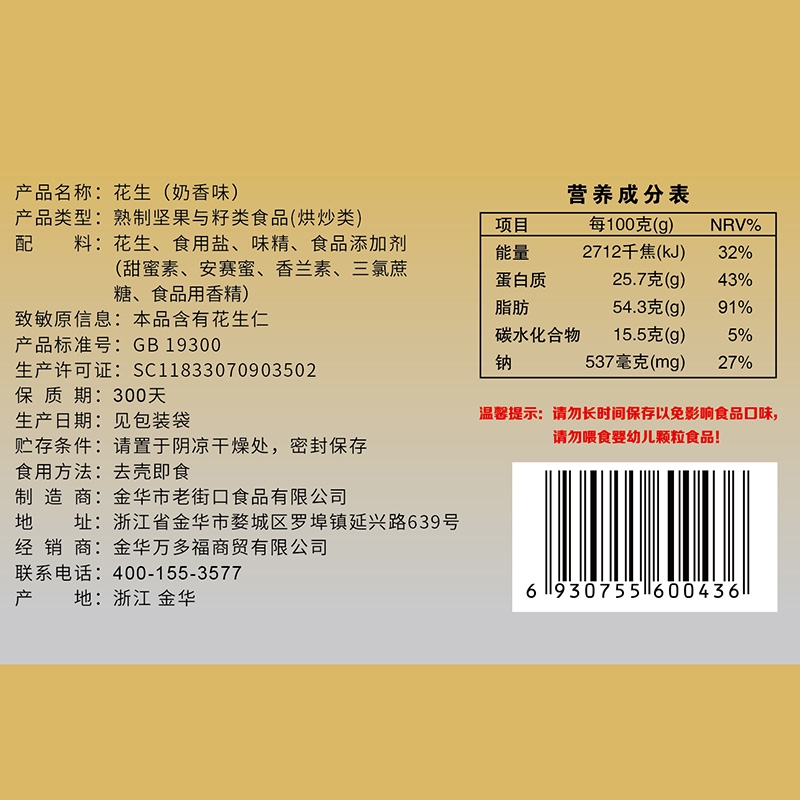 产品名称：花生（奶香味）
产品类型：熟制坚果与籽类食品(烘炒类)
配 料：花生、食用盐、味精、食品添加剂
（甜蜜素、安赛蜜、香兰素、三氯蔗
糖、食品用香精）
致敏原信息：本品含有花生仁
产品标准号：GB 19300
生产许可证：SC11833070903502
保 质 期：300天
生产日期：见包装袋
贮存条件：请置于阴凉干燥处，密封保存
食用方法：去壳即食
制 造 商：金华市老街口食品有限公司
地 址：浙江省金华市婺城区罗埠镇延兴路639号
经 销 商：金华万多福商贸有限公司
联系电话：400-155-3577
产 地：浙江 金华
营养成分表
项目 每100克(g) NRV%
能量 2712千焦(kJ) 32%
蛋白质 25.7克(g) 43%
脂肪 54.3克(g) 91%
碳水化合物 15.5克(g) 5%
钠 537毫克(mg) 27%
温馨提示：请勿长时间保存以免影响食品口味，
请勿喂食婴幼儿颗粒食品！
6 930755 600436